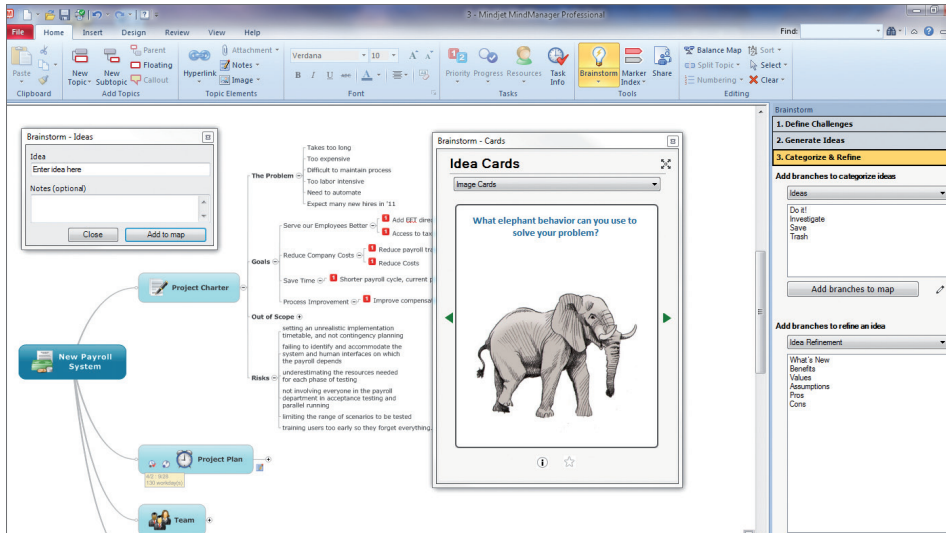 3 - Mindjet MindManager Professional
File Home Insert Design Review View Help
Find:
Paste
Clipboard
New Topic
New Subtopic
Parent
Floating
Callout
Add Topics
Hyperlink
Attachment
Notes
Image
Topic Elements
Verdana 10
B I U abc A
Font
Priority Progress Resources
Task Info
Tasks
Brainstorm
Marker Index
Share
Tools
Balance Map
Split Topic
Numbering
Sort
Select
Clear
Editing
Brainstorm - Ideas
Idea
Enter idea here
Notes (optional)
Close Add to map
New Payroll
System
Project Charter
The Problem
Takes too long
Too expensive
Difficult to maintain process
Too labor intensive
Need to automate
Expect many new hires in '11
Goals
Serve our Employees Better
1 Add EFT
1 Access to
Reduce Company Costs
1 Reduce payroll
1 Reduce Costs
Save Time
1 Shorter payroll cycle, current
Process Improvement
1 Improve
Out of Scope
Risks
setting an unrealistic implementation
timetable, and not contingency planning
failing to identify and accommodate the
system and human interfaces on which
the payroll depends
understimating the resources needed
for each phase of testing
not involving everyone in the payroll
department in acceptance testing and
parallel running
limiting the range of scenarios to be tested
training users too early so they forget everything.
Project Plan
130 workday(s)
Team
Brainstorm - Cards
Idea Cards
Image Cards
What elephant behavior can you use to
solve your problem?
Brainstorm
1. Define Challenges
2. Generate Ideas
3. Categorize & Refine
Add branches to categorize ideas
Ideas
Do it!
Investigate
Save
Trash
Add branches to map
Add branches to refine an idea
Idea Refinement
What's New
Benefits
Values
Assumptions
Pros
Cons